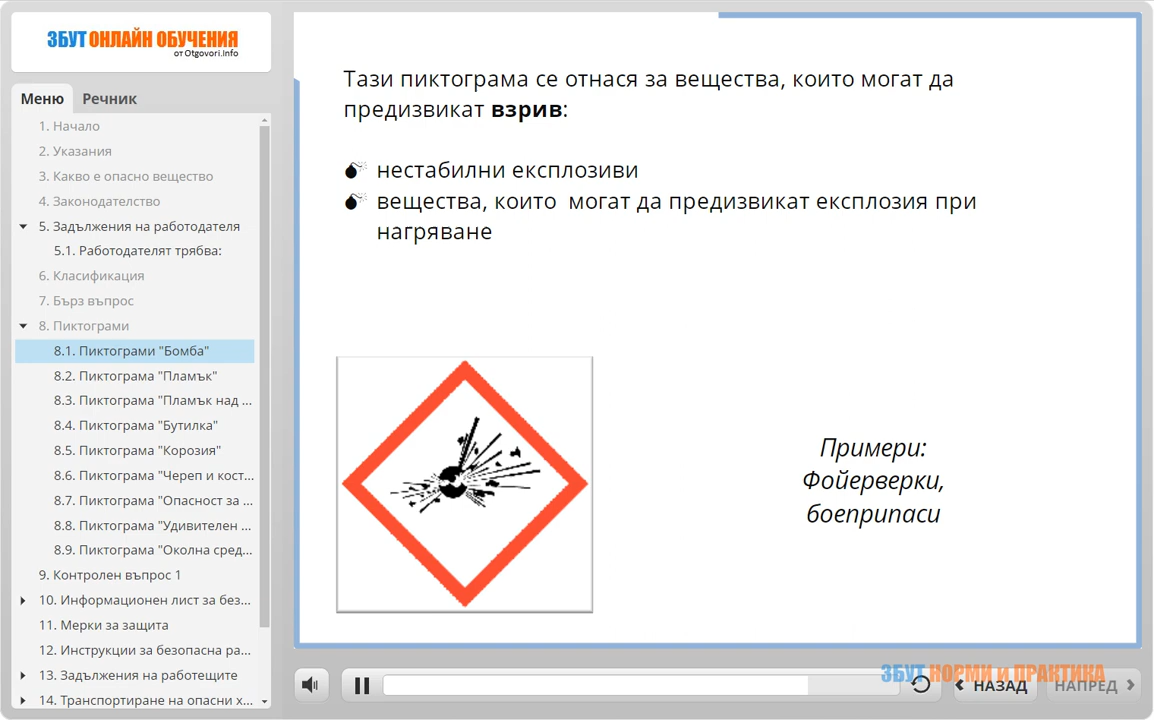 ЗБУТ ОНЛАЙН ОБУЧЕНИЯ
от Otgovori.Info
Меню
Речник
1. Начало
2. Указания
3. Какво е опасно вещество
4. Законодателство
5. Задължения на работодателя
5.1. Работодателят трябва:
6. Класификация
7. Бърз въпрос
8. Пиктограми
8.1. Пиктограми "Бомба"
8.2. Пиктограма "Пламък"
8.3. Пиктограма "Пламък над ...
8.4. Пиктограма "Бутилка"
8.5. Пиктограма "Корозия"
8.6. Пиктограма "Череп и кост...
8.7. Пиктограма "Опасност за ...
8.8. Пиктограма "Удивителен ...
8.9. Пиктограма "Околна сред...
9. Контролен въпрос 1
10. Информационен лист за без...
11. Мерки за защита
12. Инструкции за безопасна ра...
13. Задължения на работещите
14. Транспортиране на опасни х...
Тази пиктограма се отнася за вещества, които могат да
предизвикат взрив:
нестабилни експлозиви
вещества, които могат да предизвикат експлозия при
нагряване
Примери:
Фойерверки,
боеприпаси
ЗБУТ НОРМИ и ПРАКТИКА
НАЗАД
НАПРЕД